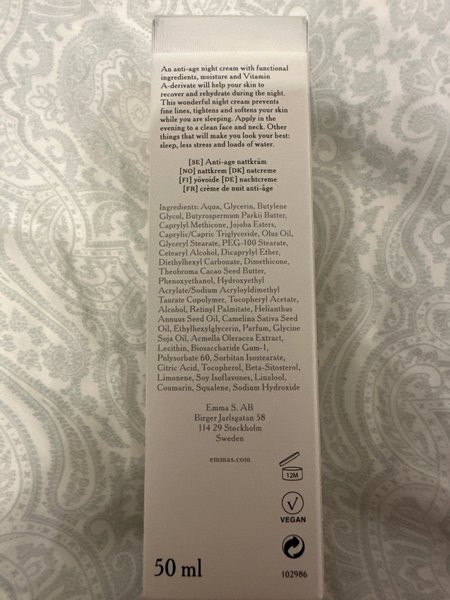 An anti-age night cream with functional
ingredients, moisture and Vitamin
A-derivate will help your skin to
recover and rehydrate during the night.
This wonderful night cream prevents
fine lines, tightens and softens your skin
while you are sleeping. Apply in the
evening to a clean face and neck. Other
things that will make you look your best:
sleep, less stress and loads of water.
[SE] Anti-age nattkräm
[NO] nattkrem [DK] natcreme
[FI] yövoide [DE] nachtcreme
[FR] crème de nuit anti-âge
Ingredients: Aqua, Glycerin, Butylene
Glycol, Butyrospermum Parkii Butter,
Caprylyl Methicone, Jojoba Esters,
Caprylic/Capric Triglyceride, Olus Oil,
Glyceryl Stearate, PEG-100 Stearate,
Cetearyl Alcohol, Dicaprylyl Ether,
Diethylhexyl Carbonate, Dimethicone,
Theobroma Cacao Seed Butter,
Phenoxyethanol, Hydroxyethyl
Acrylate/Sodium Acryloyldimethyl
Taurate Copolymer, Tocopheryl Acetate,
Alcohol, Retinyl Palmitate, Helianthus
Annuus Seed Oil, Camelina Sativa Seed
Oil, Ethylhexylglycerin, Parfum, Glycine
Soja Oil, Acmella Oleracea Extract,
Lecithin, Biosaccharide Gum-1,
Polysorbate 60, Sorbitan Isostearate,
Citric Acid, Tocopherol, Beta-Sitosterol,
Limonene, Soy Isoflavones, Linalool,
Coumarin, Squalene, Sodium Hydroxide
Emma S. AB
Birger Jarlsgatan 58
114 29 Stockholm
Sweden
emmas.com
12M
VEGAN
50 ml
102986